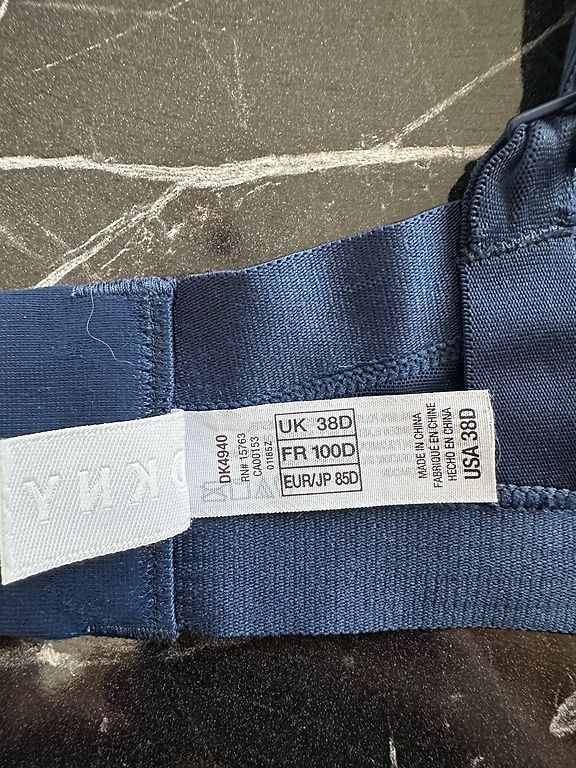 DK4940
RN# 15763
CA00153
01165Z
UK 38D
FR 100D
EUR/JP 85D
MADE IN CHINA
FABRIQUÉ EN CHINE
HECHO EN CHINA
USA 38D